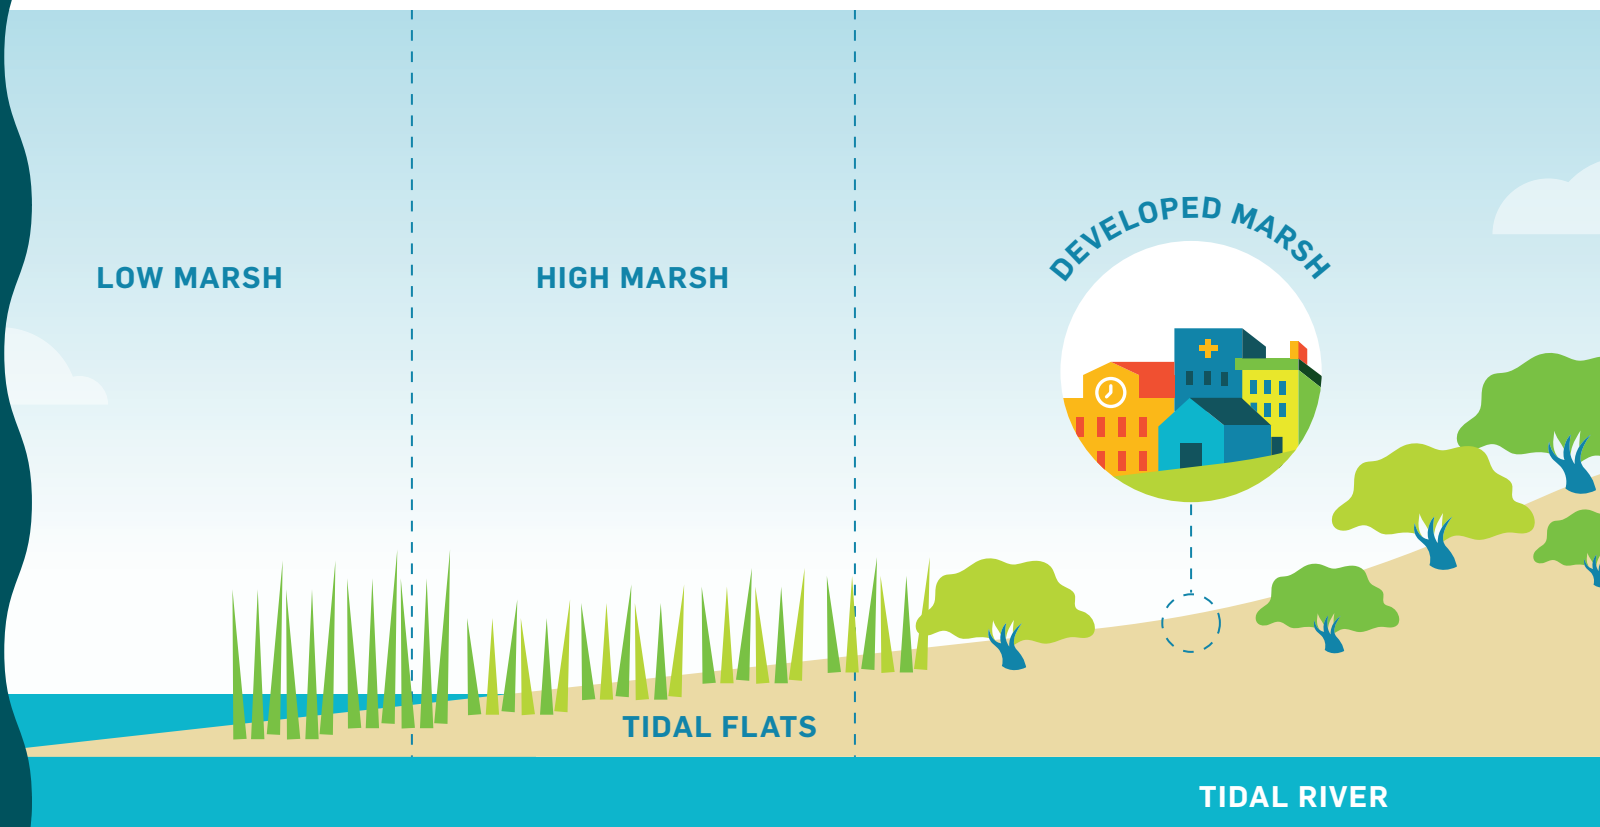 DEVELOPED MARSH
LOW MARSH
HIGH MARSH
TIDAL FLATS
TIDAL RIVER